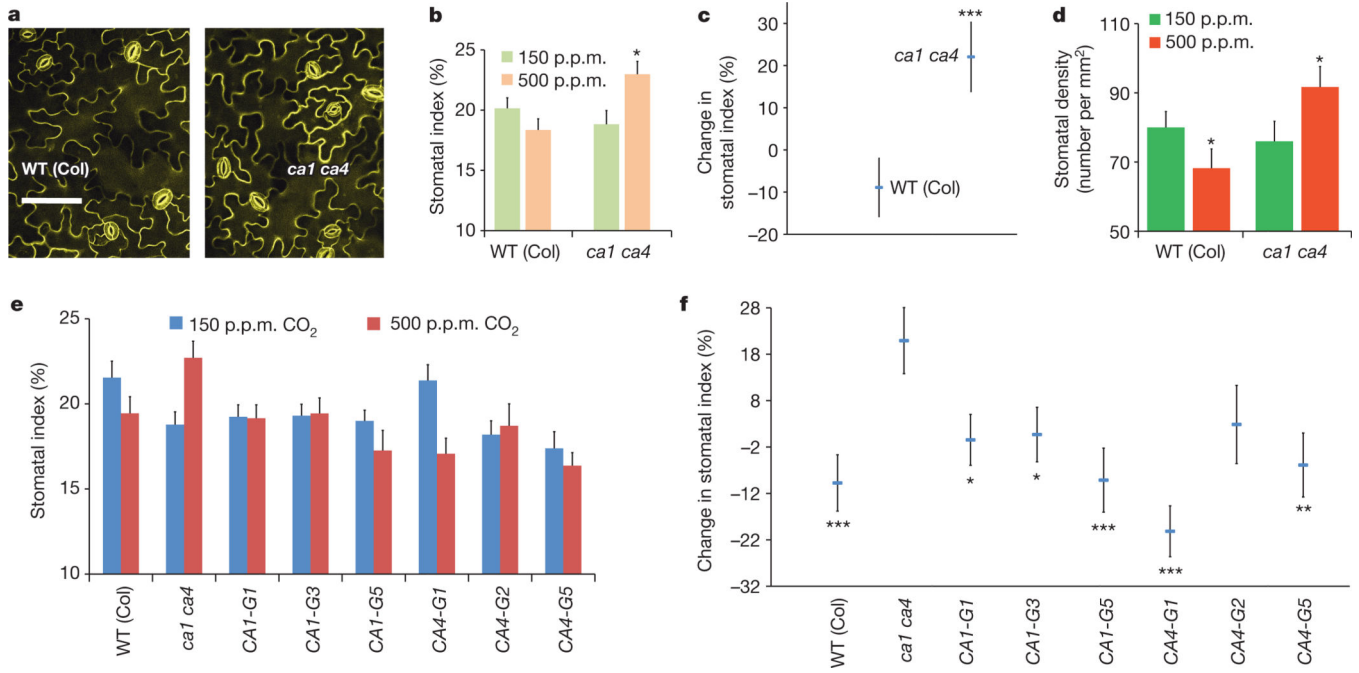 a
WT (Col)
ca1 ca4
b
Stomatal index (%)
25
20
15
10
150 p.p.m.
500 p.p.m.
*
WT (Col)
ca1 ca4
c
Change in
stomatal index (%)
30
20
10
0
–10
–20
***
ca1 ca4
WT (Col)
d
Stomatal density
(number per mm²)
110
90
70
50
150 p.p.m.
500 p.p.m.
*
*
WT (Col)
ca1 ca4
e
Stomatal index (%)
25
20
15
10
150 p.p.m. CO₂
500 p.p.m. CO₂
WT (Col)
ca1 ca4
CA1-G1
CA1-G3
CA1-G5
CA4-G1
CA4-G2
CA4-G5
f
Change in stomatal index (%)
28
18
8
–2
–12
–22
–32
***
*
*
***
***
**
WT (Col)
ca1 ca4
CA1-G1
CA1-G3
CA1-G5
CA4-G1
CA4-G2
CA4-G5